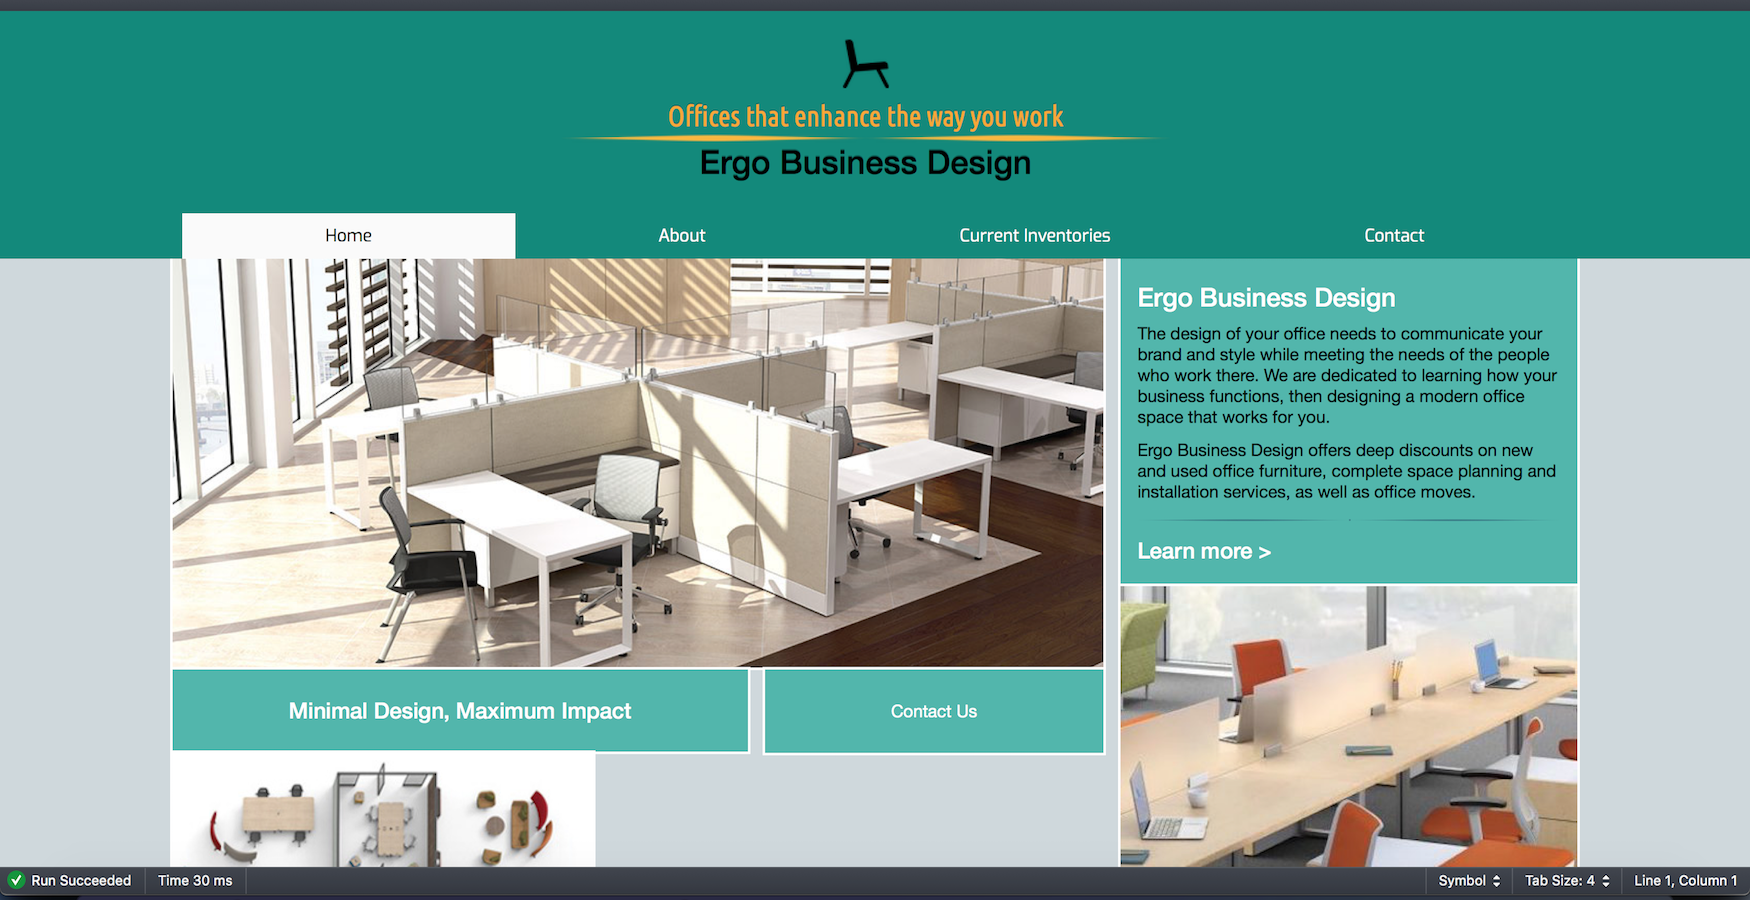 Offices that enhance the way you work
Ergo Business Design
Home
About
Current Inventories
Contact
Ergo Business Design
The design of your office needs to communicate your
brand and style while meeting the needs of the people
who work there. We are dedicated to learning how your
business functions, then designing a modern office
space that works for you.
Ergo Business Design offers deep discounts on new
and used office furniture, complete space planning and
installation services, as well as office moves.
Learn more >
Minimal Design, Maximum Impact
Contact Us
Run Succeeded
Time 30 ms
Symbol
Tab Size: 4
Line 1, Column 1